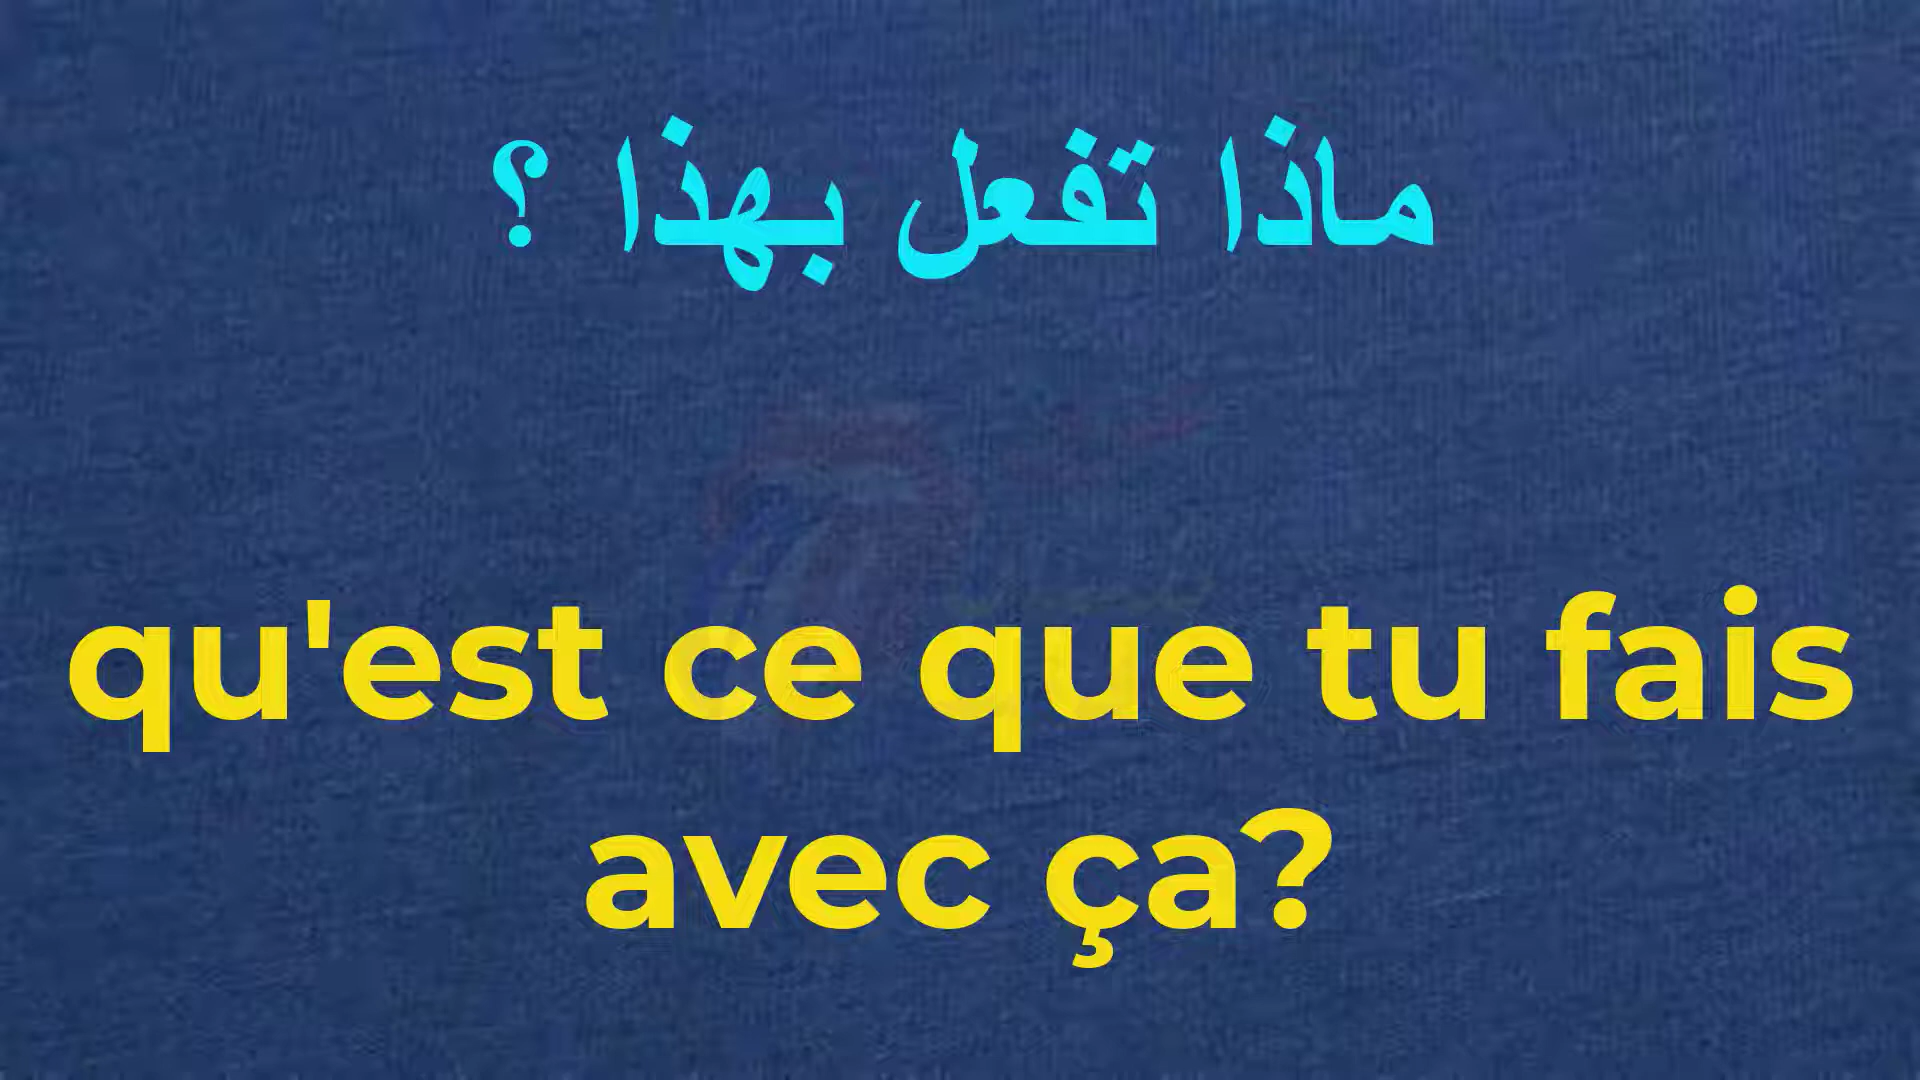 ماذا تفعل بهذا ؟
qu'est ce que tu fais
avec ça?